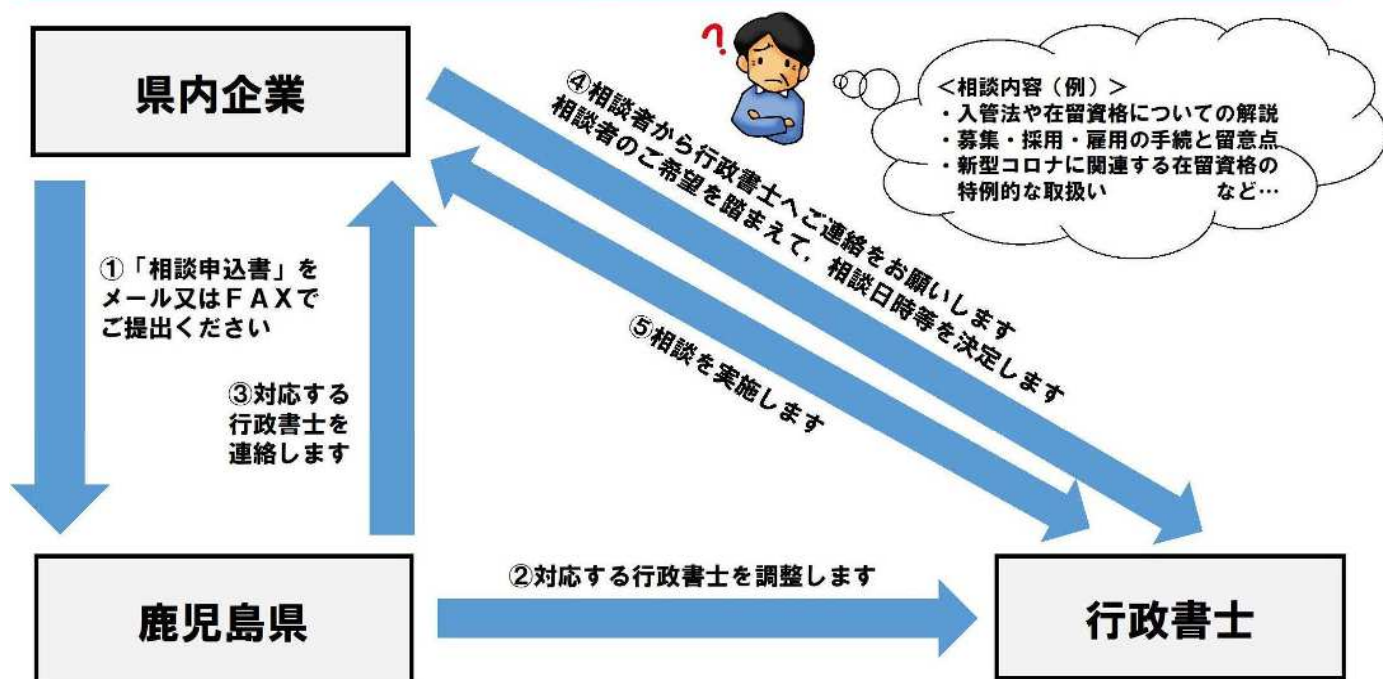 県内企業
?
<相談内容（例）>
・入管法や在留資格についての解説
・募集・採用・雇用の手続と留意点
・新型コロナに関連する在留資格の
特例的な取扱い　など…
④相談者から行政書士へご連絡をお願いします
相談者のご希望を踏まえて，相談日時等を決定します
⑤相談を実施します
①「相談申込書」を
メール又はＦＡＸで
ご提出ください
③対応する
行政書士を
連絡します
②対応する行政書士を調整します
鹿児島県
行政書士